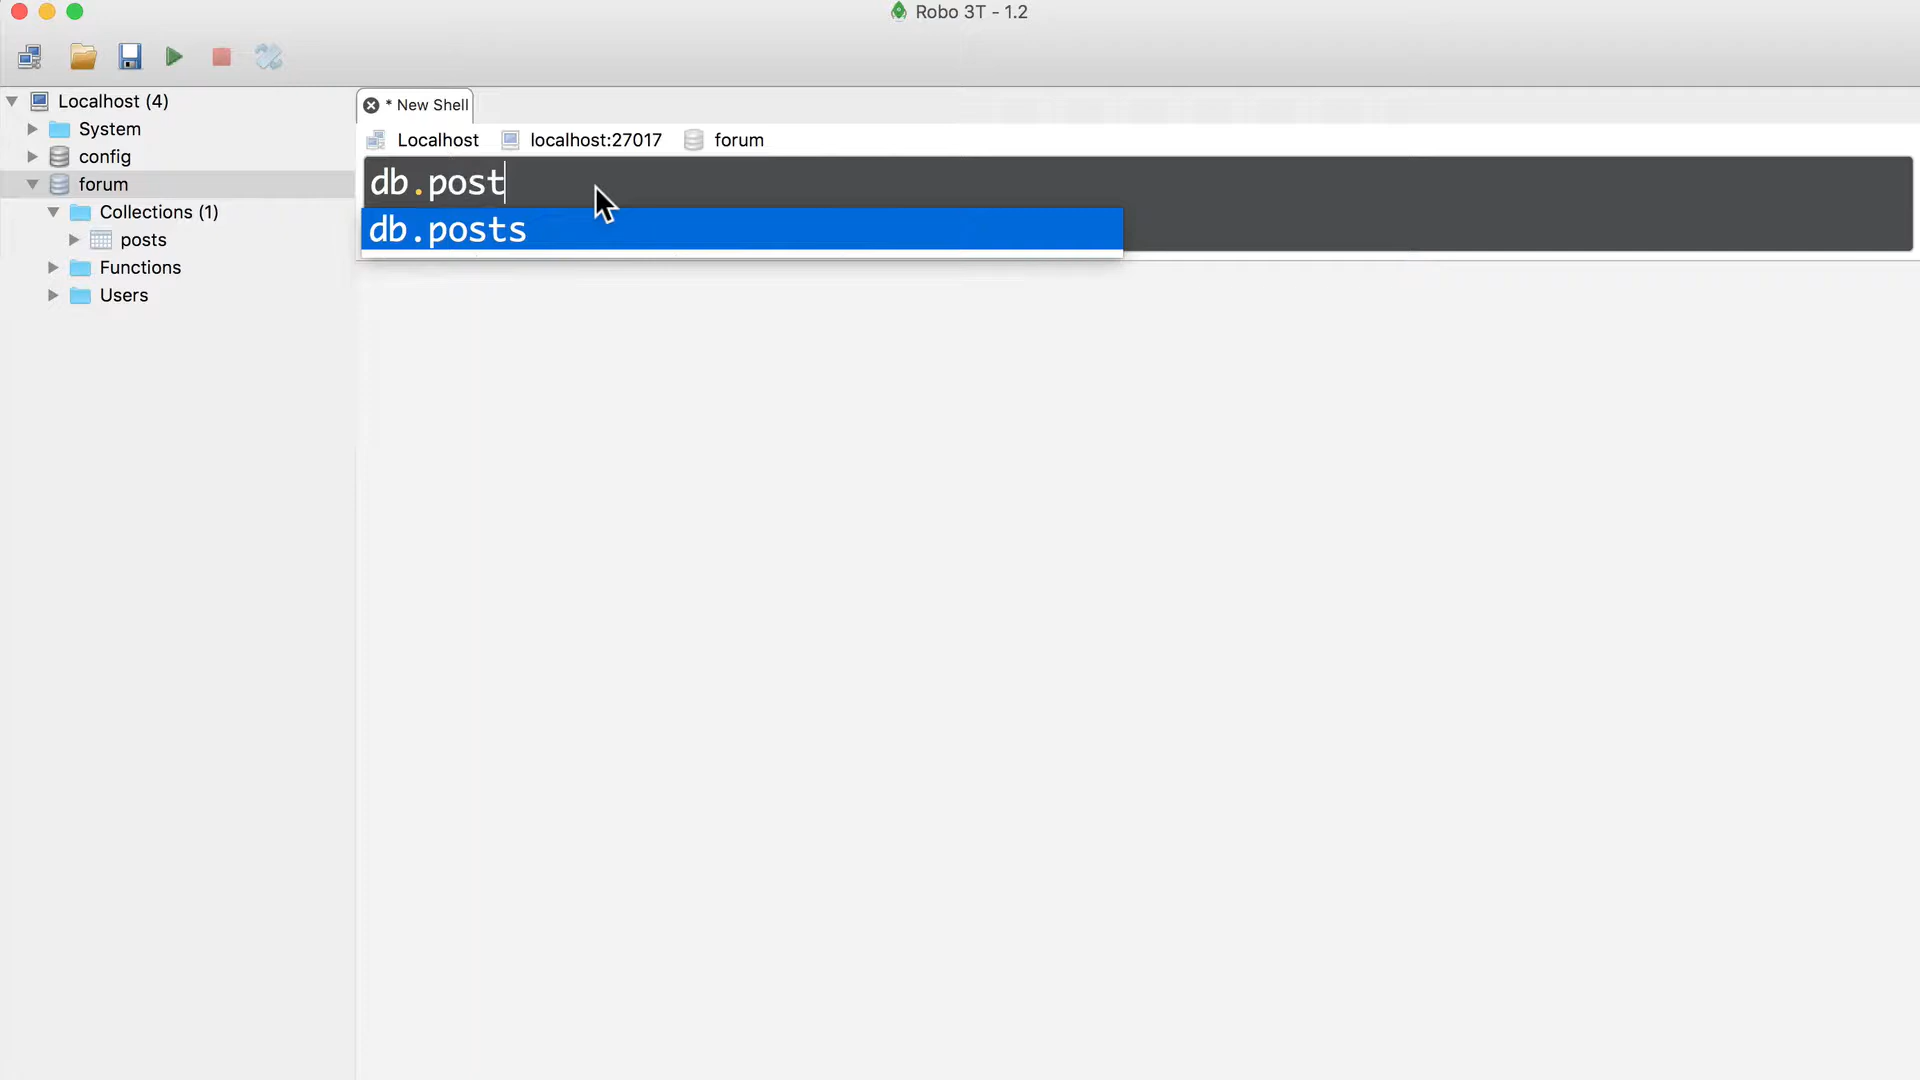 Robo 3T - 1.2
Localhost (4)
System
config
forum
Collections (1)
posts
Functions
Users
* New Shell
Localhost localhost:27017 forum
db.post
db.posts